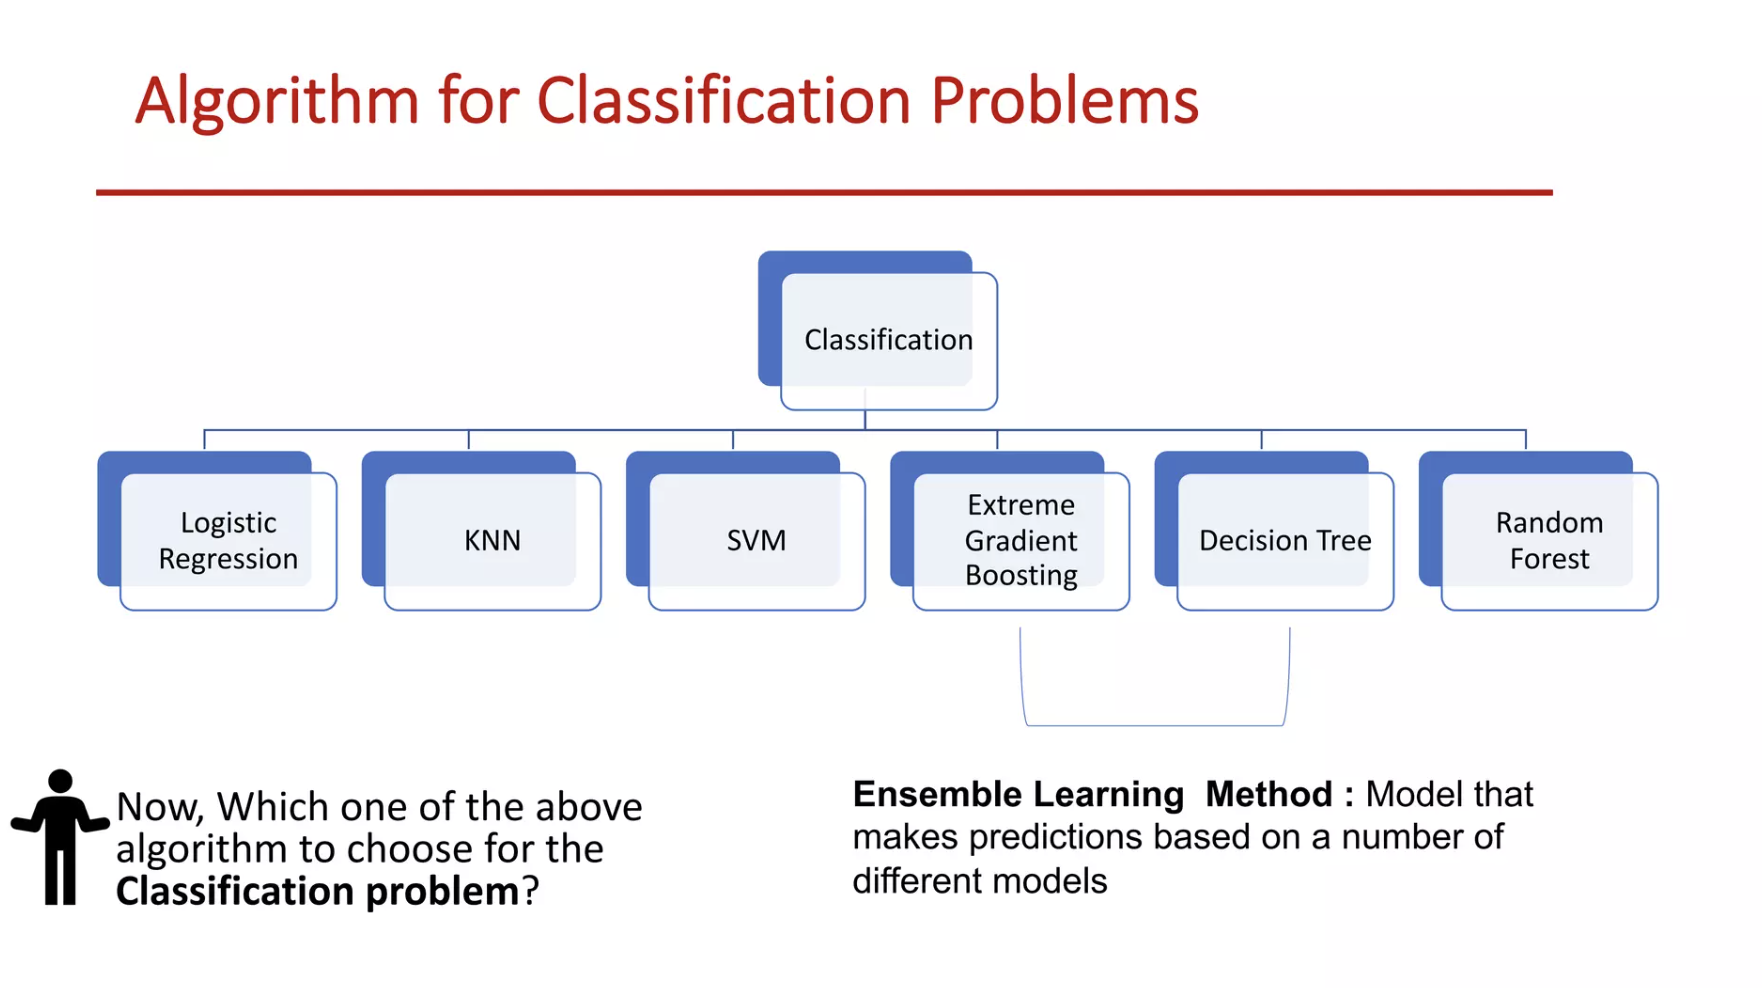 Algorithm for Classification Problems
Classification
Logistic
Regression
KNN
SVM
Extreme
Gradient
Boosting
Decision Tree
Random
Forest
Now, Which one of the above
algorithm to choose for the
Classification problem?
Ensemble Learning  Method : Model that
makes predictions based on a number of
different models